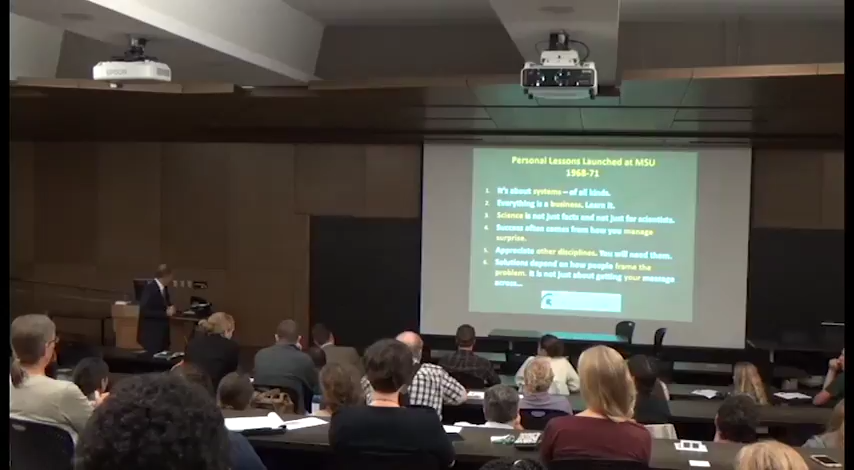 EPSON
Personal Lessons Launched at MSU
1968-71
1. It's about systems – of all kinds.
2. Everything is a business. Learn it.
3. Science is not just facts and not just for scientists.
4. Success often comes from how you manage
surprise.
5. Appreciate other disciplines. You will need them.
6. Solutions depend on how people frame the
problem. It is not just about getting your message
across...